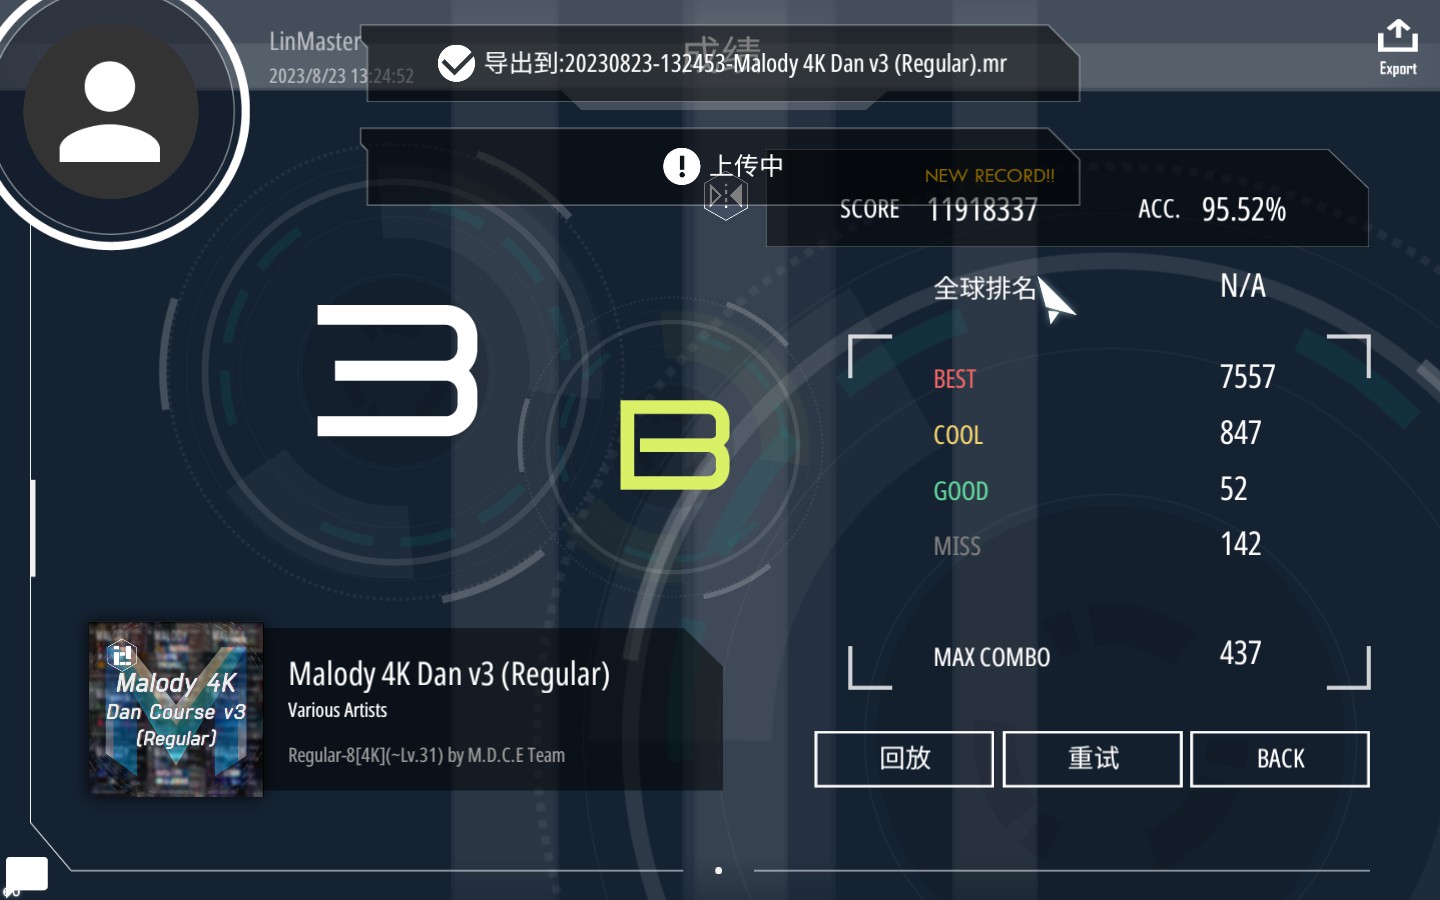 LinMaster
2023/8/23 13:24:52
成绩
导出到:20230823-132453-Malody 4K Dan v3 (Regular).mr
Export
上传中
NEW RECORD!!
SCORE 11918337 ACC. 95.52%
全球排名 N/A
BEST 7557
COOL 847
GOOD 52
MISS 142
MAX COMBO 437
3
B
Malody 4K
Dan Course v3
(Regular)
Malody 4K Dan v3 (Regular)
Various Artists
Regular-8[4K](~Lv.31) by M.D.C.E Team
回放
重试
BACK